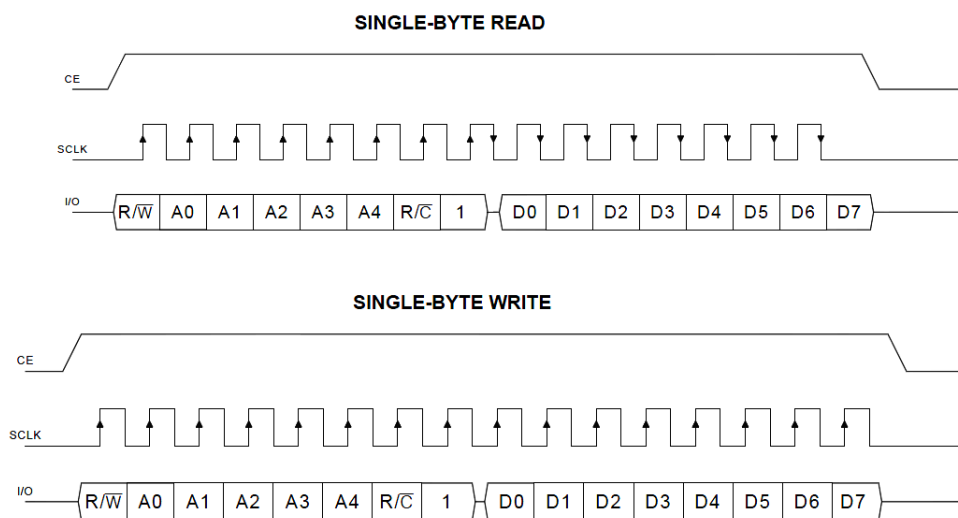 SINGLE-BYTE READ
CE
SCLK
I/O
R/W̅ A0 A1 A2 A3 A4 R/C̅ 1 D0 D1 D2 D3 D4 D5 D6 D7
SINGLE-BYTE WRITE
CE
SCLK
I/O
R/W̅ A0 A1 A2 A3 A4 R/C̅ 1 D0 D1 D2 D3 D4 D5 D6 D7